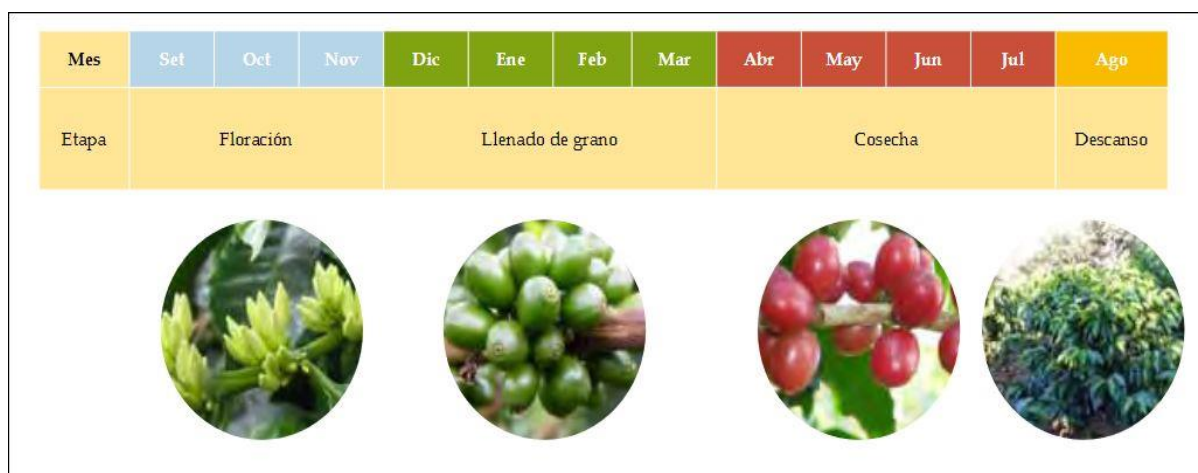 Mes Set Oct Nov Dic Ene Feb Mar Abr May Jun Jul Ago
Etapa Floración Llenado de grano Cosecha Descanso